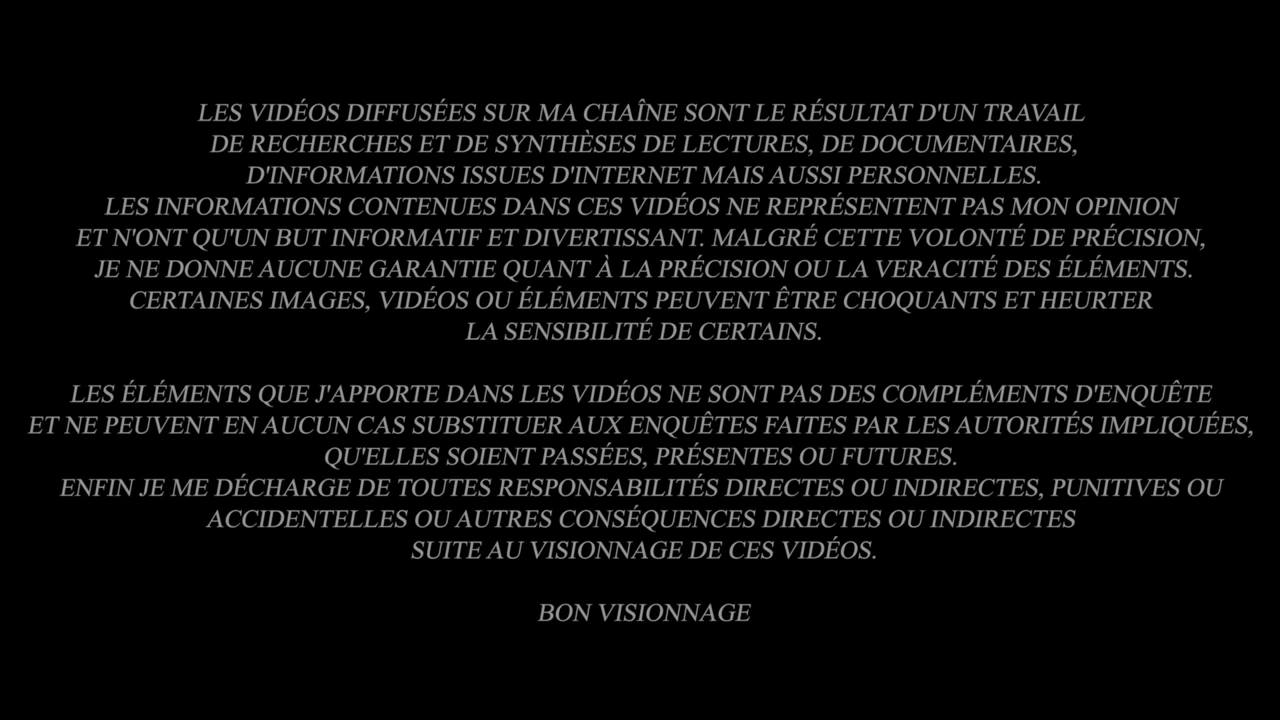 LES VIDÉOS DIFFUSÉES SUR MA CHAÎNE SONT LE RÉSULTAT D'UN TRAVAIL
DE RECHERCHES ET DE SYNTHÈSES DE LECTURES, DE DOCUMENTAIRES,
D'INFORMATIONS ISSUES D'INTERNET MAIS AUSSI PERSONNELLES.
LES INFORMATIONS CONTENUES DANS CES VIDÉOS NE REPRÉSENTENT PAS MON OPINION
ET N'ONT QU'UN BUT INFORMATIF ET DIVERTISSANT. MALGRÉ CETTE VOLONTÉ DE PRÉCISION,
JE NE DONNE AUCUNE GARANTIE QUANT À LA PRÉCISION OU LA VERACITÉ DES ÉLÉMENTS.
CERTAINES IMAGES, VIDÉOS OU ÉLÉMENTS PEUVENT ÊTRE CHOQUANTS ET HEURTER
LA SENSIBILITÉ DE CERTAINS.
LES ÉLÉMENTS QUE J'APPORTE DANS LES VIDÉOS NE SONT PAS DES COMPLÉMENTS D'ENQUÊTE
ET NE PEUVENT EN AUCUN CAS SUBSTITUER AUX ENQUÊTES FAITES PAR LES AUTORITÉS IMPLIQUÉES,
QU'ELLES SOIENT PASSÉES, PRÉSENTES OU FUTURES.
ENFIN JE ME DÉCHARGE DE TOUTES RESPONSABILITÉS DIRECTES OU INDIRECTES, PUNITIVES OU
ACCIDENTELLES OU AUTRES CONSÉQUENCES DIRECTES OU INDIRECTES
SUITE AU VISIONNAGE DE CES VIDÉOS.
BON VISIONNAGE